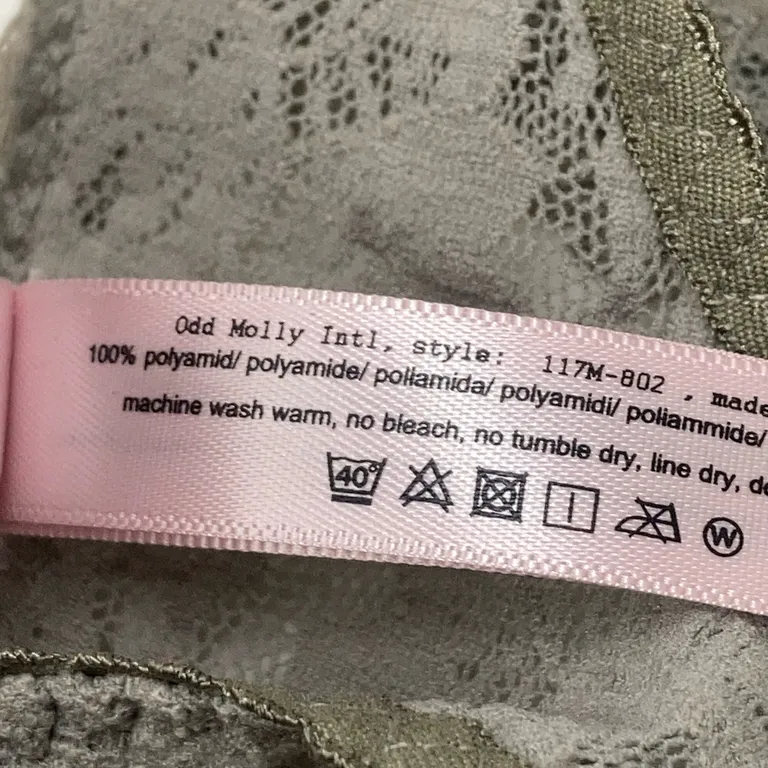 Odd Molly Intl, style: 117M-802 , made
100% polyamid/ polyamide/ poliamida/ polyamidi/ poliammide/
machine wash warm, no bleach, no tumble dry, line dry,
40°
W